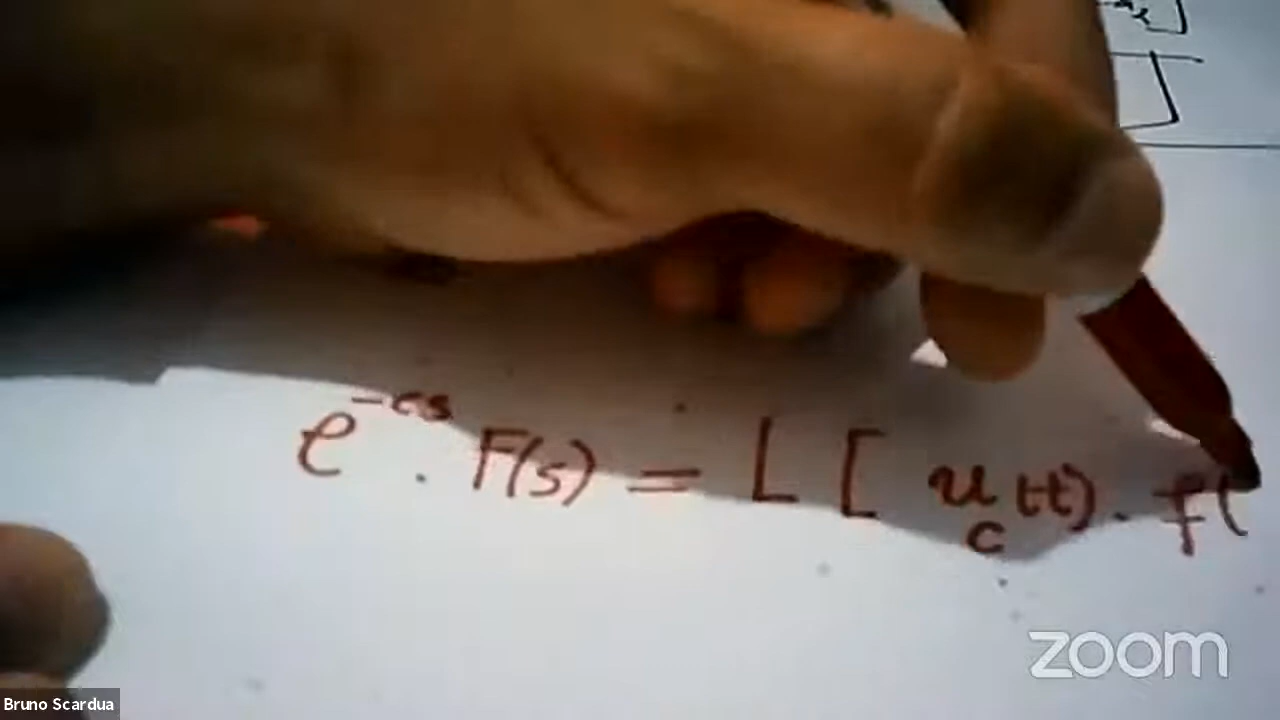 e^{-cs} . F(s) = L [ u_c(t) . f(
zoom
Bruno Scardua